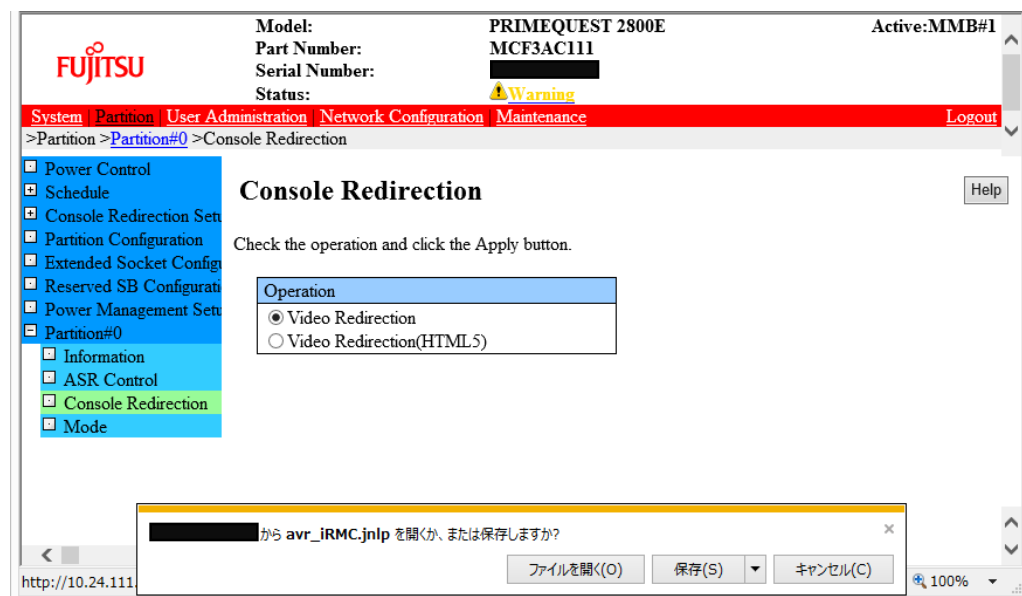 FUJITSU
Model: PRIMEQUEST 2800E Active:MMB#1
Part Number: MCF3AC111
Serial Number:
Status: Warning
System | Partition | User Administration | Network Configuration | Maintenance Logout
>Partition >Partition#0 >Console Redirection
Power Control
Schedule
Console Redirection Setu
Partition Configuration
Extended Socket Configu
Reserved SB Configurati
Power Management Setu
Partition#0
Information
ASR Control
Console Redirection
Mode
Console Redirection
Help
Check the operation and click the Apply button.
Operation
Video Redirection
Video Redirection(HTML5)
から avr_iRMC.jnlp を開くか、または保存しますか?
ファイルを開く(O) 保存(S) キャンセル(C)
http://10.24.111.
100%